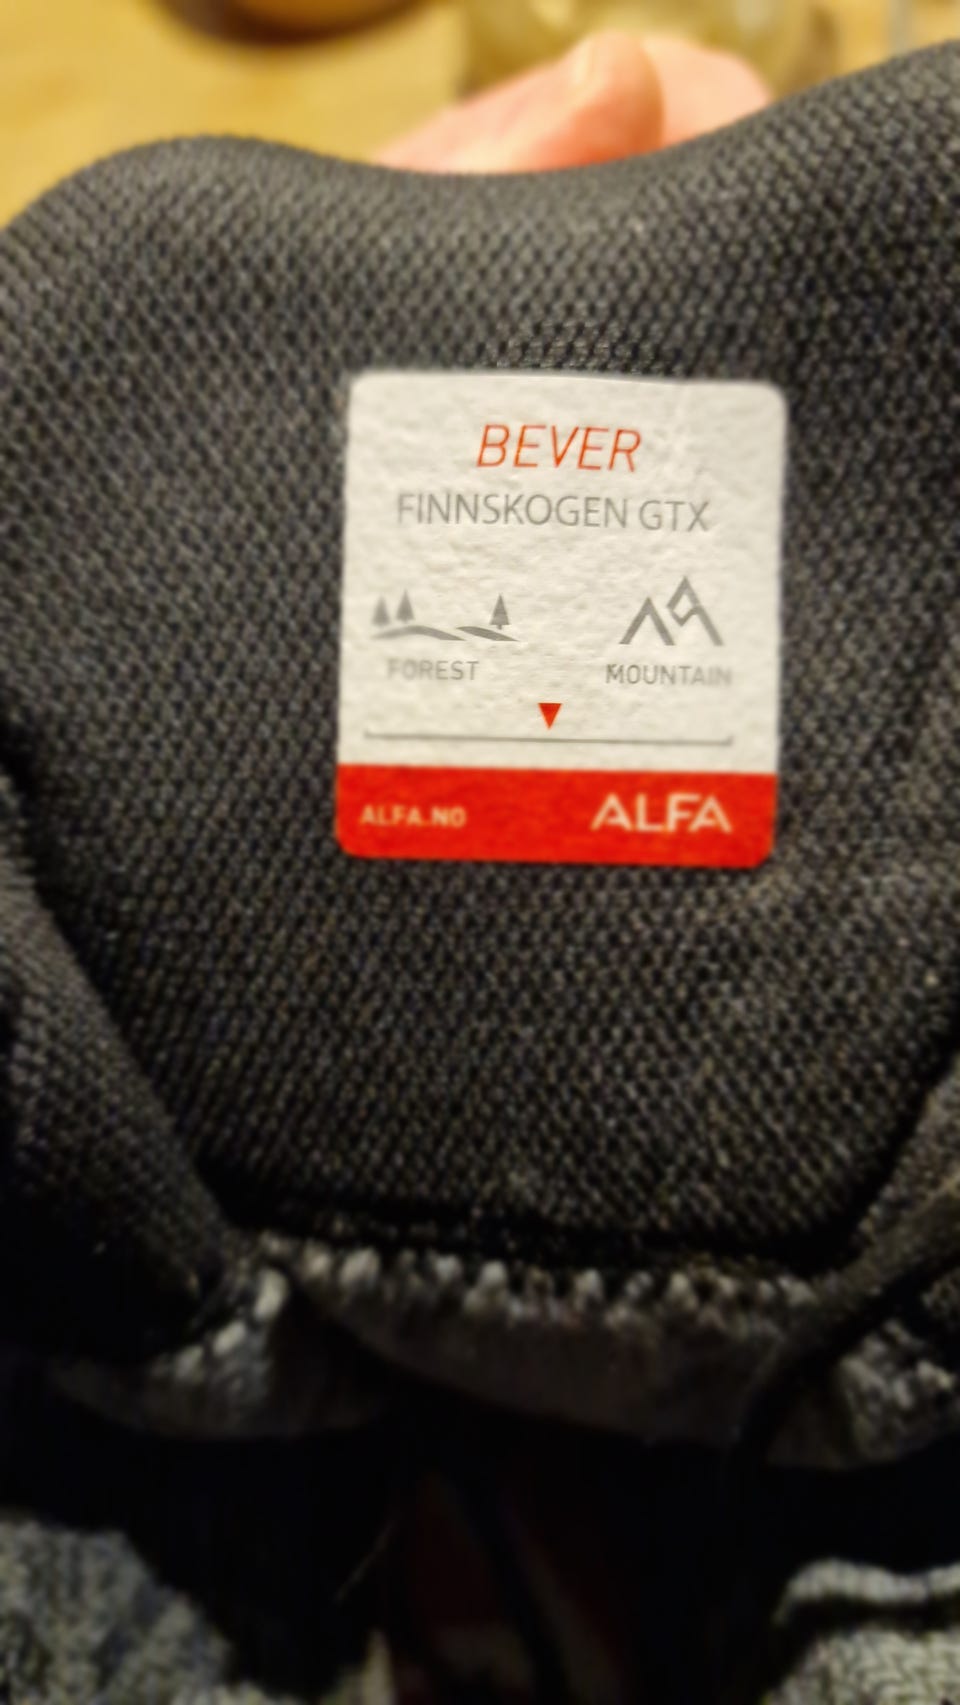 BEVER
FINNSKOGEN GTX
FOREST MOUNTAIN
ALFA.NO ALFA